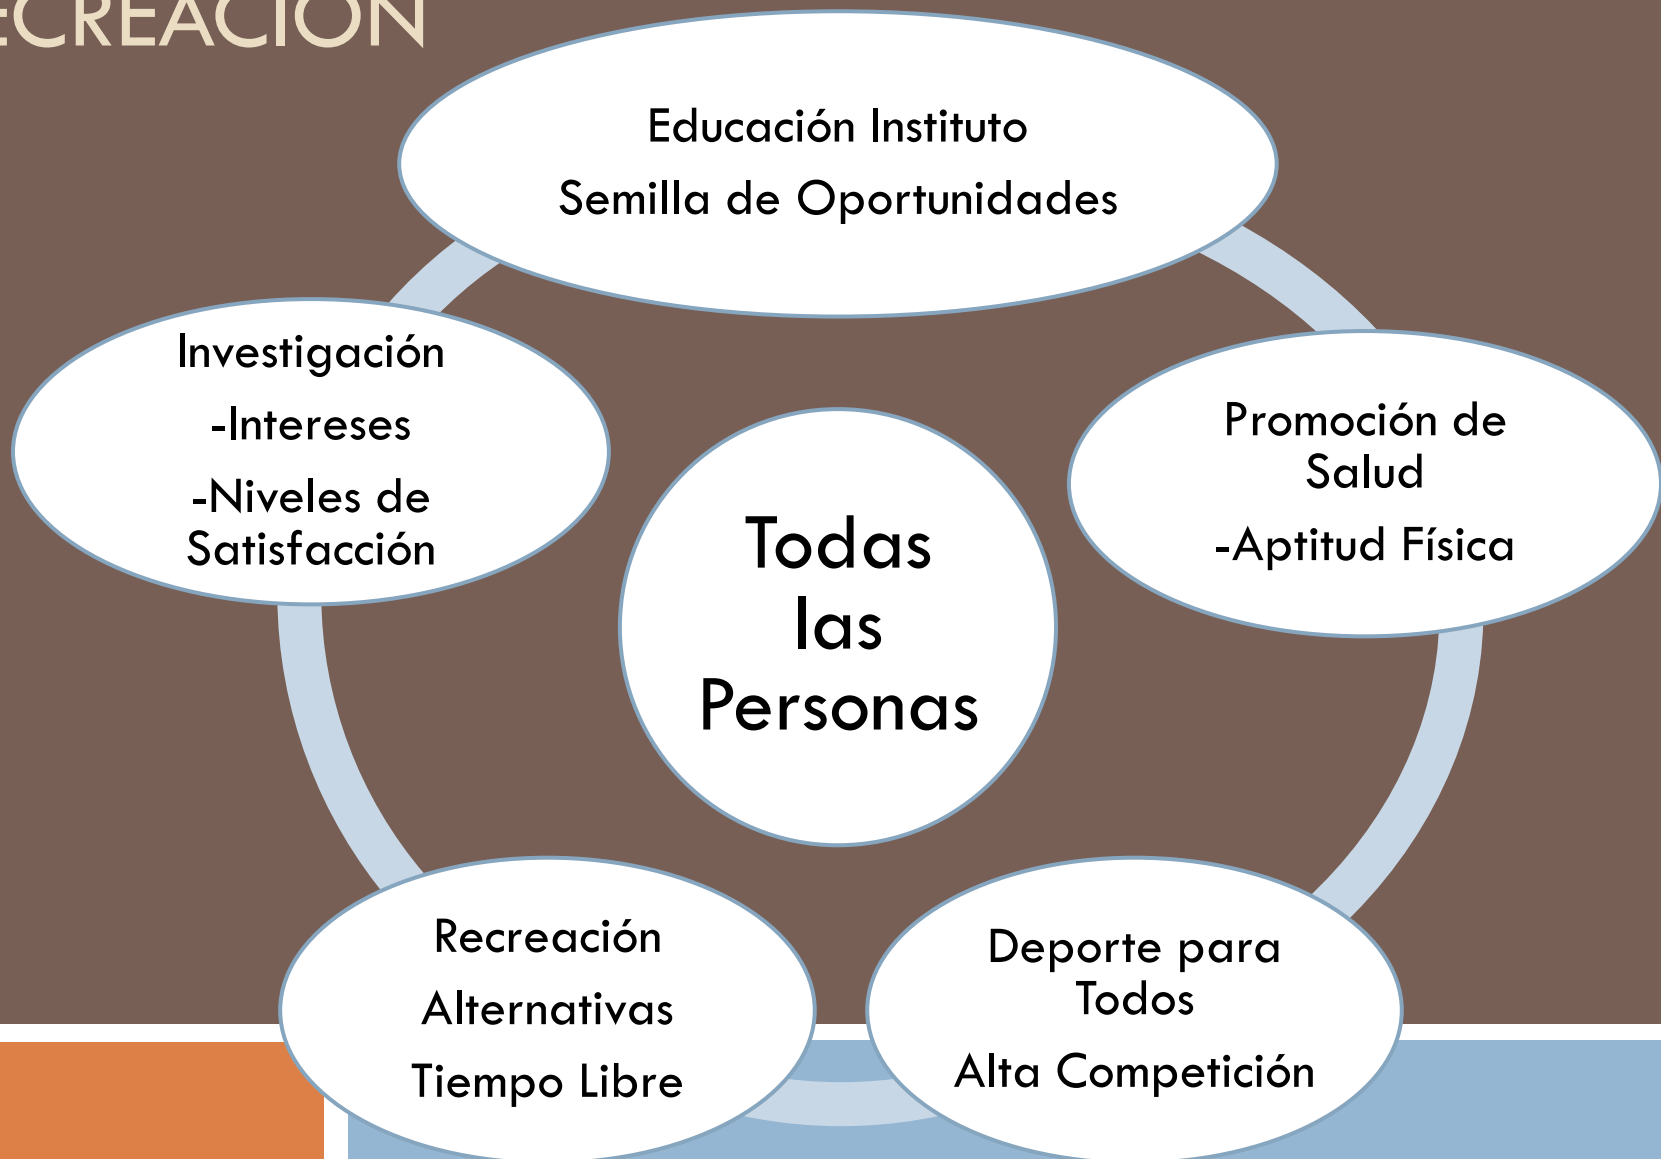 ECREACIÓN
Educación Instituto
Semilla de Oportunidades
Promoción de
Salud
-Aptitud Física
Deporte para
Todos
Alta Competición
Recreación
Alternativas
Tiempo Libre
Investigación
-Intereses
-Niveles de
Satisfacción
Todas
las
Personas